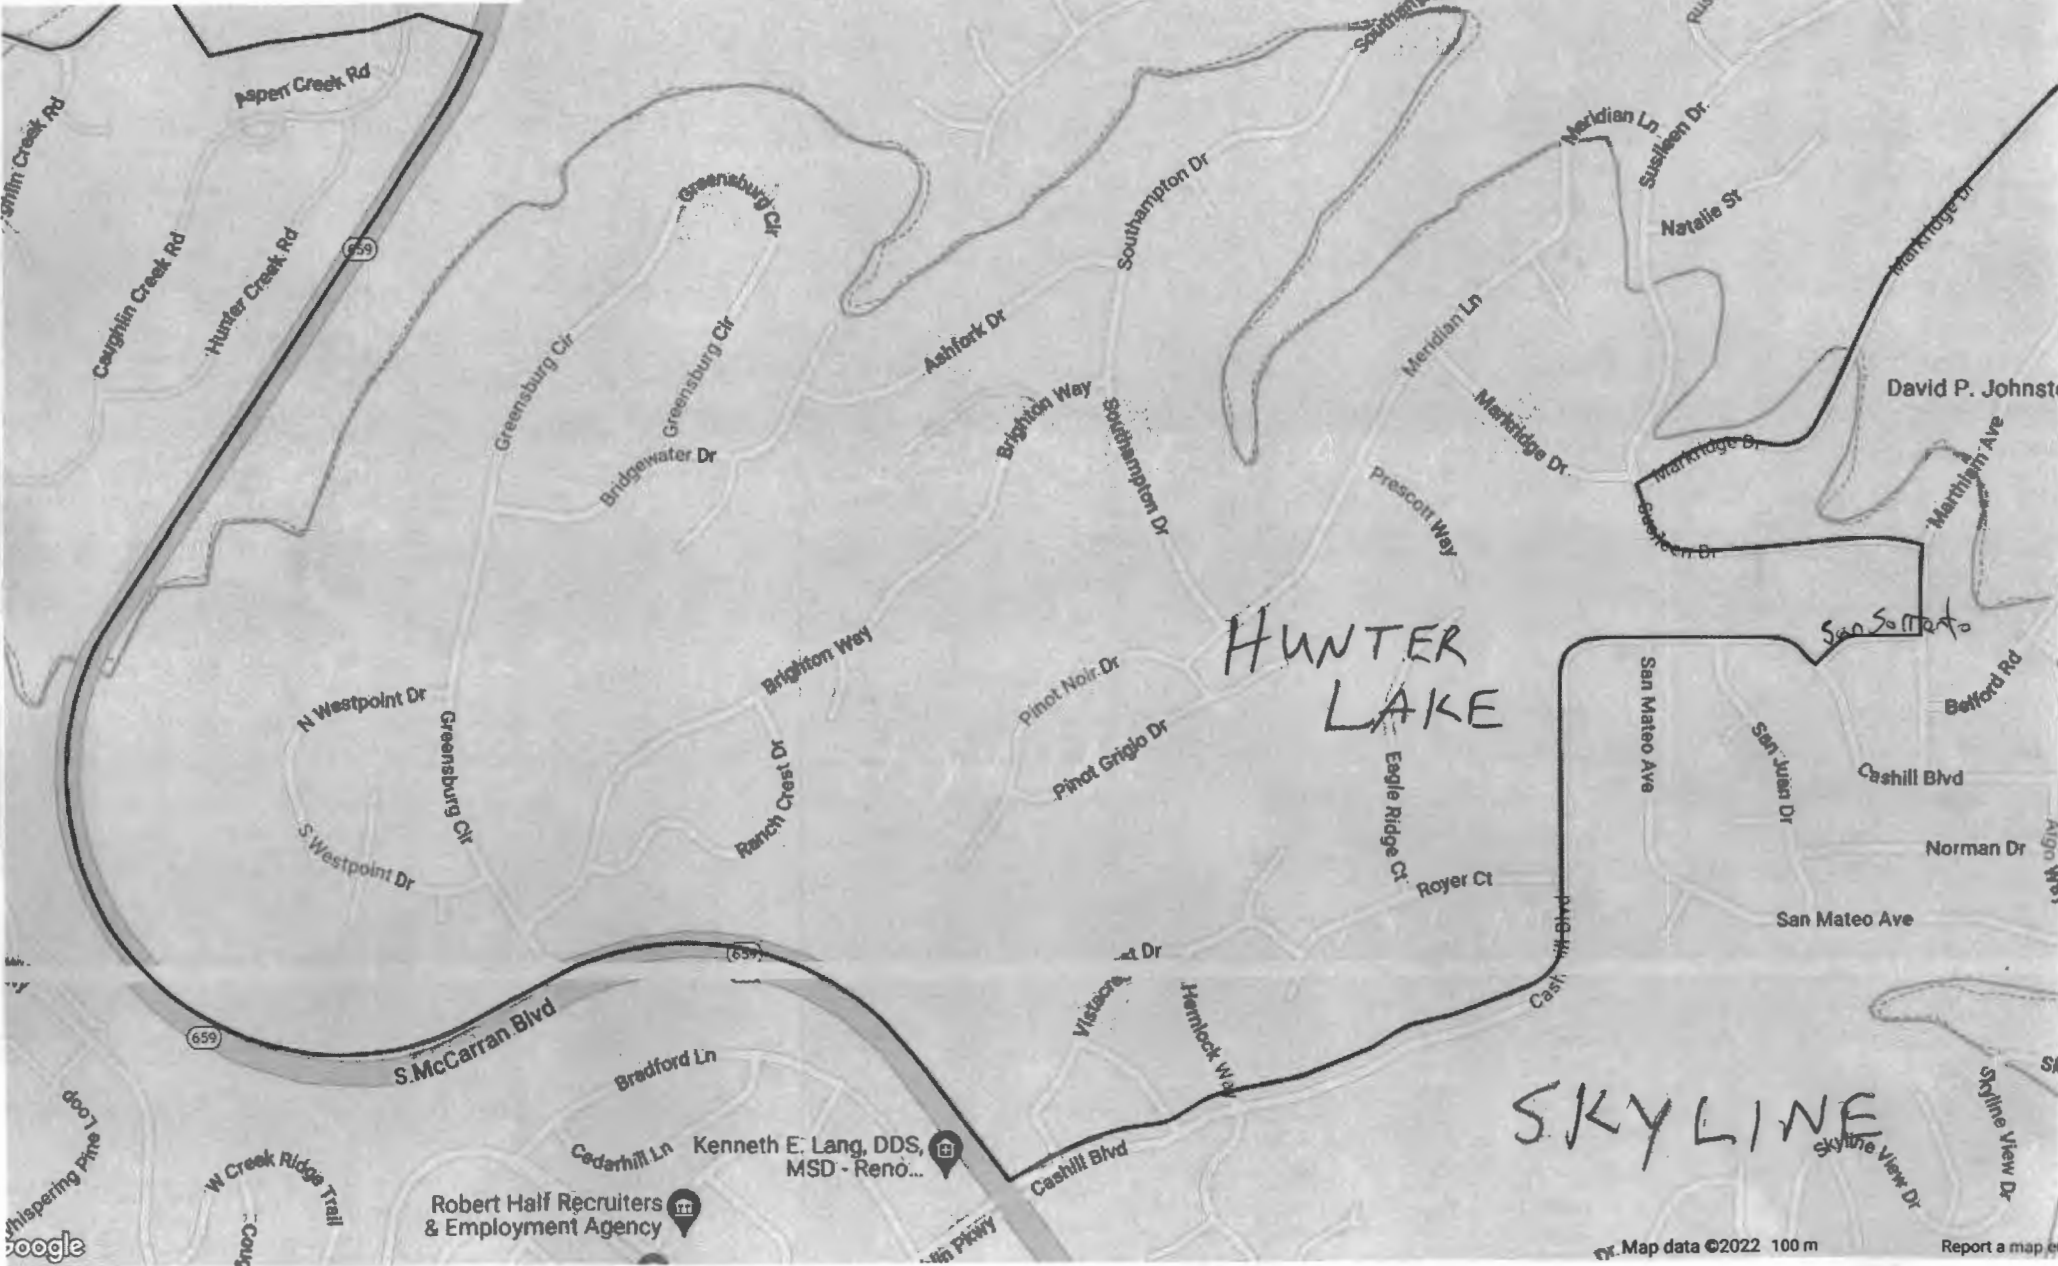 Aspen Creek Rd
Caughlin Creek Rd
Hunter Creek Rd
659
Greensburg Cir
Greensburg Cir
Greensburg Cir
Bridgewater Dr
Ashfork Dr
Southampton Dr
Brighton Way
Southampton Dr
Meridian Ln
Susileen Dr
Natalie St
Markridge Dr
Meridian Ln
Markridge Dr
Markridge Dr
David P. Johnst
Marthiam Ave
Prescott Way
Susileen Dr
HUNTER
LAKE
San Sorrento
Belford Rd
N Westpoint Dr
Greensburg Cir
S Westpoint Dr
Brighton Way
Ranch Crest Dr
Pinot Noir Dr
Pinot Grigio Dr
Eagle Ridge Ct
Royer Ct
San Mateo Ave
San Juan Dr
Cashill Blvd
Norman Dr
San Mateo Ave
Hemlock Way
659
659
S McCarran Blvd
Bradford Ln
Cedarhill Ln
Kenneth E. Lang, DDS,
MSD - Reno...
Robert Half Recruiters
& Employment Agency
Cashill Blvd
SKYLINE
Skyline View Dr
Skyline View Dr
W Creek Ridge Trail
Whispering Pine Loop
Google
Map data ©2022
100 m
Report a map